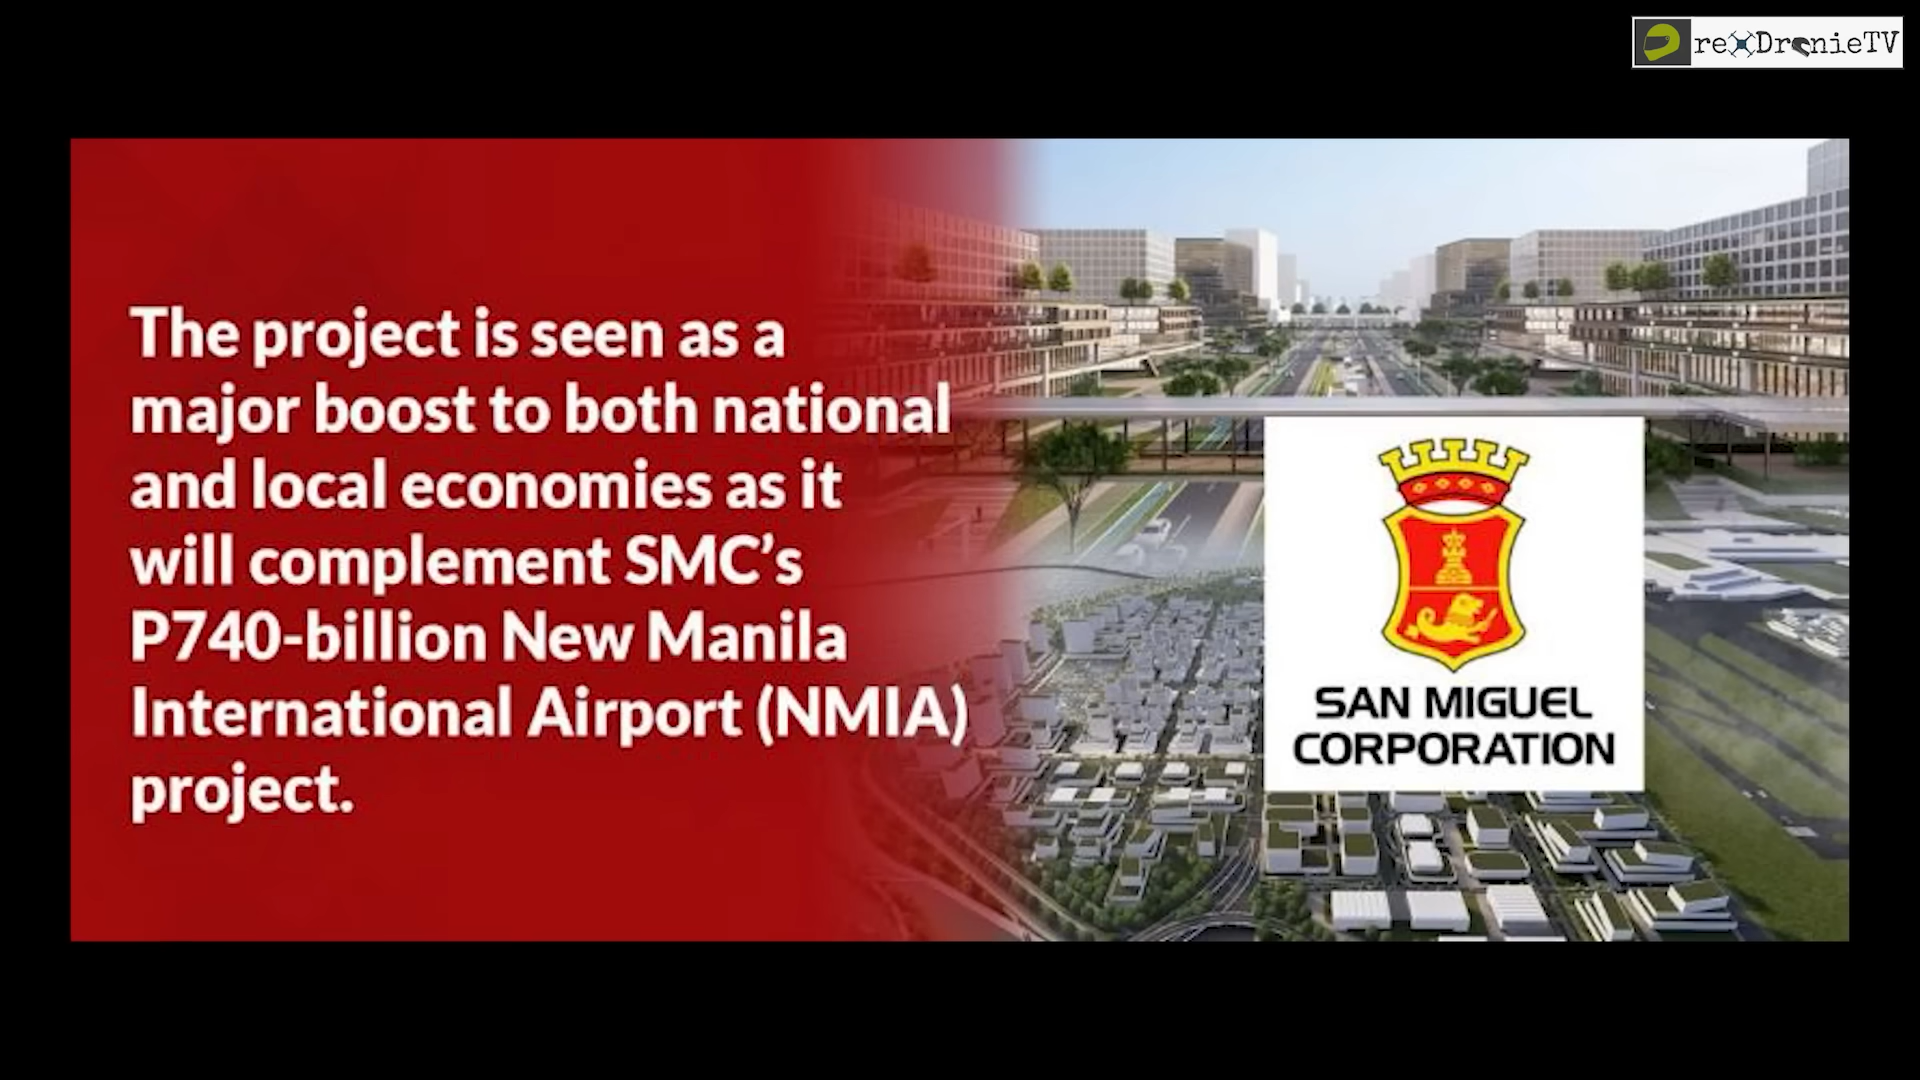 rexDronieTV
The project is seen as a
major boost to both national
and local economies as it
will complement SMC’s
P740-billion New Manila
International Airport (NMIA)
project.
SAN MIGUEL
CORPORATION